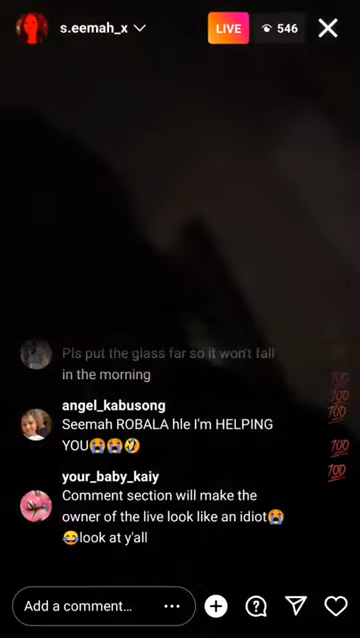 s.eemah_x
LIVE
546
Pls put the glass far so it won't fall
in the morning
angel_kabusong
Seemah ROBALA hle I'm HELPING
YOU😭😭🤣
your_baby_kaiy
Comment section will make the
owner of the live look like an idiot😭
😂look at y'all
💯
💯
💯
💯
💯
Add a comment...